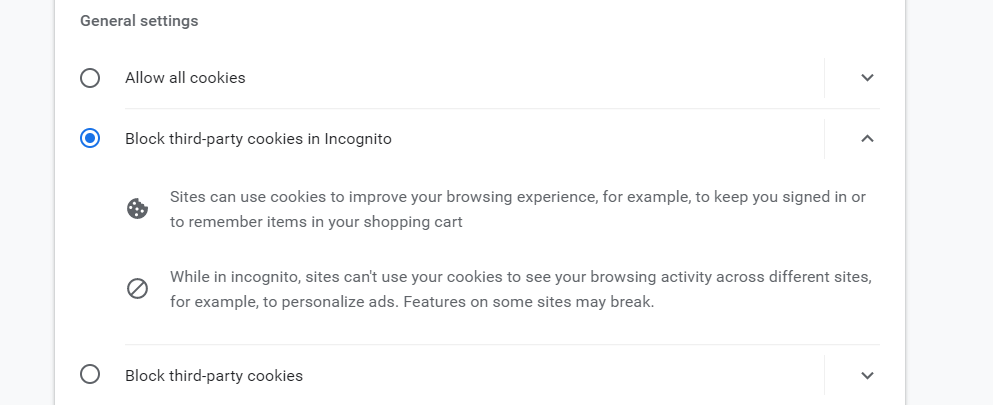 General settings
Allow all cookies
Block third-party cookies in Incognito
Sites can use cookies to improve your browsing experience, for example, to keep you signed in or
to remember items in your shopping cart
While in incognito, sites can't use your cookies to see your browsing activity across different sites,
for example, to personalize ads. Features on some sites may break.
Block third-party cookies